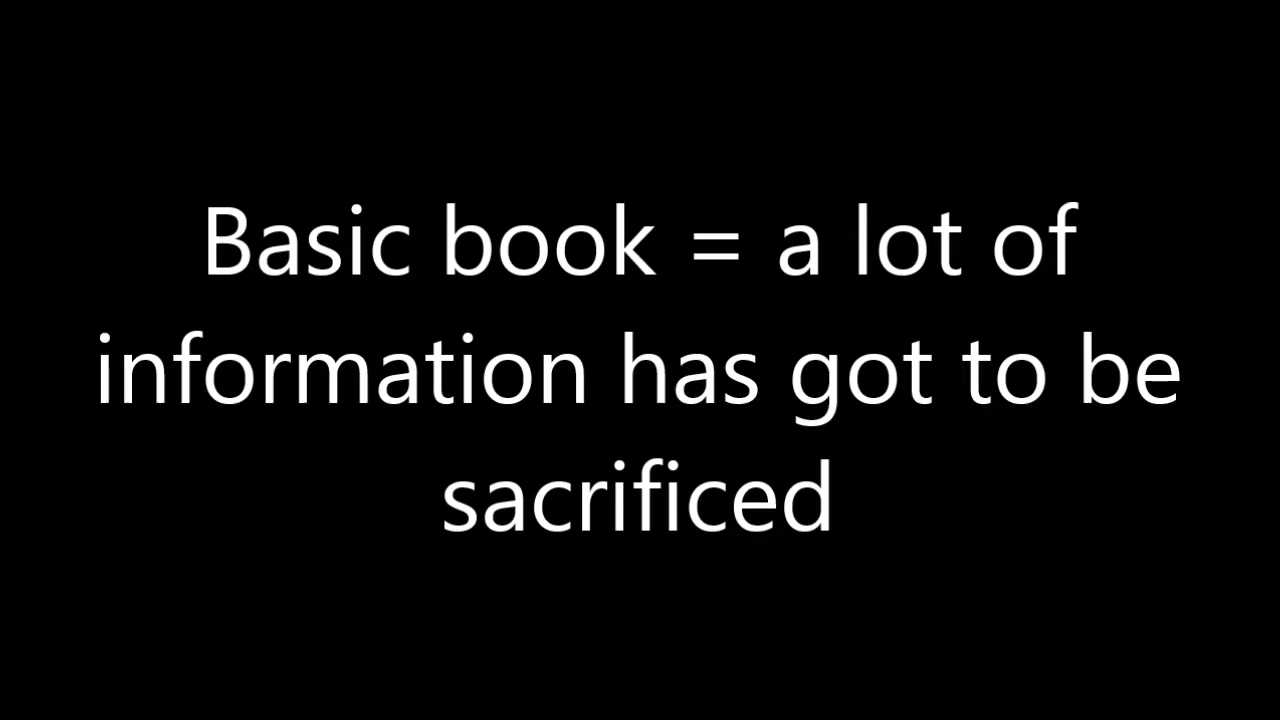 Basic book = a lot of
information has got to be
sacrificed